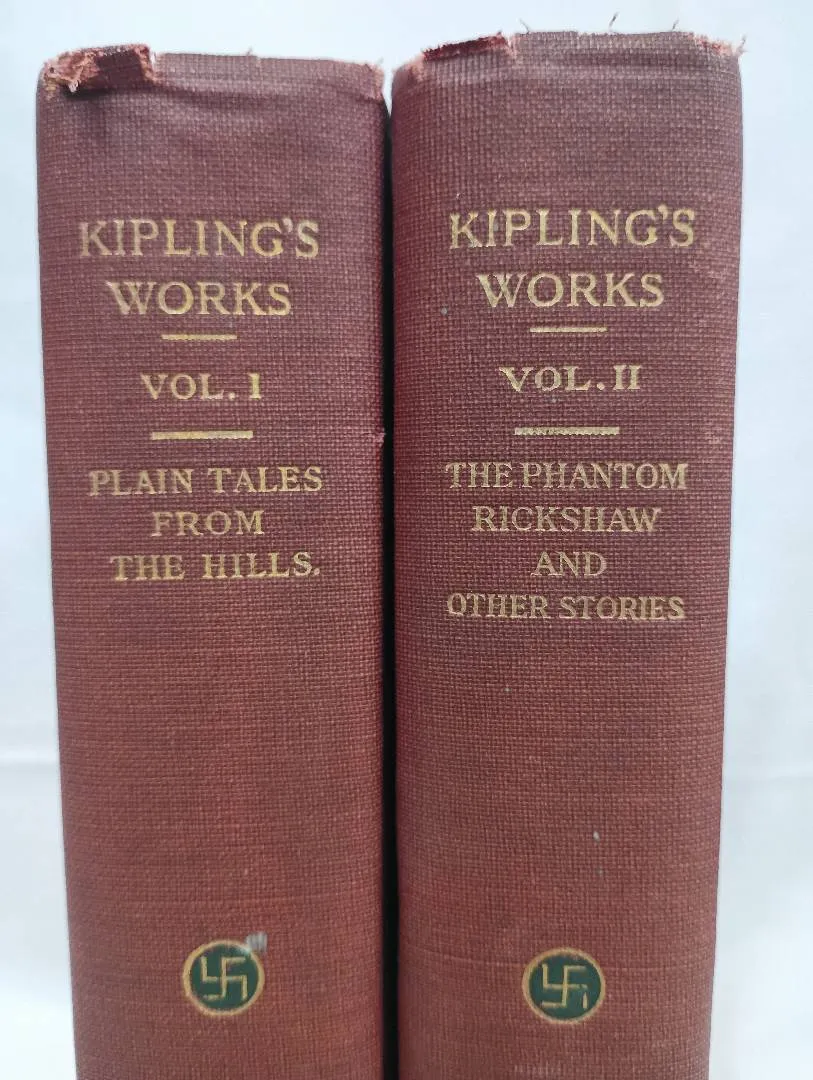 KIPLING'S
WORKS
VOL. I
PLAIN TALES
FROM
THE HILLS.
KIPLING'S
WORKS
VOL. II
THE PHANTOM
RICKSHAW
AND
OTHER STORIES